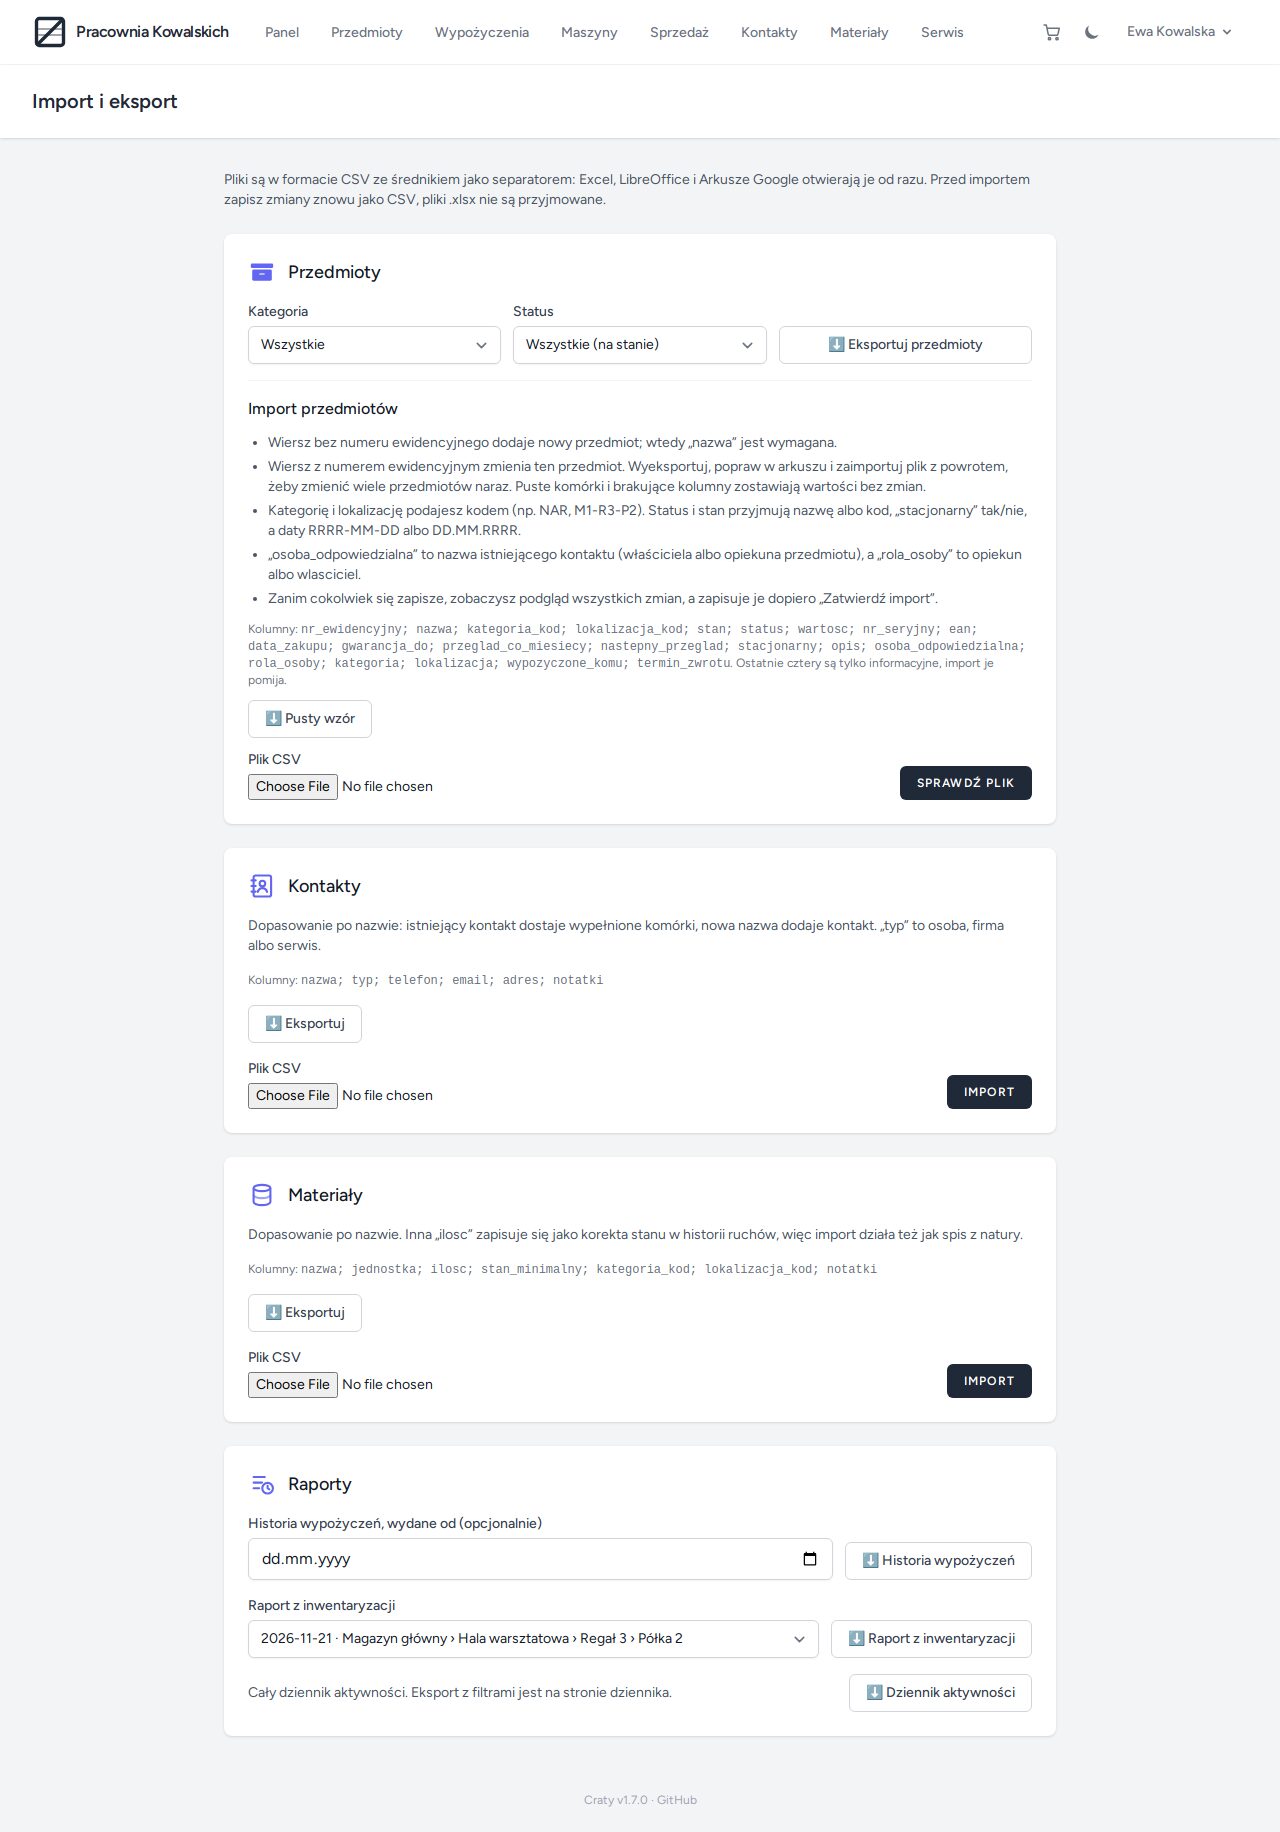 Pracownia Kowalskich
Panel
Przedmioty
Wypożyczenia
Maszyny
Sprzedaż
Kontakty
Materiały
Serwis
Ewa Kowalska
Import i eksport
Pliki są w formacie CSV ze średnikiem jako separatorem: Excel, LibreOffice i Arkusze Google otwierają je od razu. Przed importem
zapisz zmiany znowu jako CSV, pliki .xlsx nie są przyjmowane.
Przedmioty
Kategoria
Status
Wszystkie
Wszystkie (na stanie)
⬇️ Eksportuj przedmioty
Import przedmiotów
• Wiersz bez numeru ewidencyjnego dodaje nowy przedmiot; wtedy „nazwa” jest wymagana.
• Wiersz z numerem ewidencyjnym zmienia ten przedmiot. Wyeksportuj, popraw w arkuszu i zaimportuj plik z powrotem,
żeby zmienić wiele przedmiotów naraz. Puste komórki i brakujące kolumny zostawiają wartości bez zmian.
• Kategorię i lokalizację podajesz kodem (np. NAR, M1-R3-P2). Status i stan przyjmują nazwę albo kod, „stacjonarny” tak/nie,
a daty RRRR-MM-DD albo DD.MM.RRRR.
• „osoba_odpowiedzialna” to nazwa istniejącego kontaktu (właściciela albo opiekuna przedmiotu), a „rola_osoby” to opiekun
albo wlasciciel.
• Zanim cokolwiek się zapisze, zobaczysz podgląd wszystkich zmian, a zapisuje je dopiero „Zatwierdź import”.
Kolumny: nr_ewidencyjny; nazwa; kategoria_kod; lokalizacja_kod; stan; status; wartosc; nr_seryjny; ean;
data_zakupu; gwarancja_do; przeglad_co_miesiecy; nastepny_przeglad; stacjonarny; opis; osoba_odpowiedzialna;
rola_osoby; kategoria; lokalizacja; wypozyczone_komu; termin_zwrotu. Ostatnie cztery są tylko informacyjne, import je
pomija.
⬇️ Pusty wzór
Plik CSV
Choose File No file chosen
SPRAWDŹ PLIK
Kontakty
Dopasowanie po nazwie: istniejący kontakt dostaje wypełnione komórki, nowa nazwa dodaje kontakt. „typ” to osoba, firma
albo serwis.
Kolumny: nazwa; typ; telefon; email; adres; notatki
⬇️ Eksportuj
Plik CSV
Choose File No file chosen
IMPORT
Materiały
Dopasowanie po nazwie. Inna „ilosc” zapisuje się jako korekta stanu w historii ruchów, więc import działa też jak spis z natury.
Kolumny: nazwa; jednostka; ilosc; stan_minimalny; kategoria_kod; lokalizacja_kod; notatki
⬇️ Eksportuj
Plik CSV
Choose File No file chosen
IMPORT
Raporty
Historia wypożyczeń, wydane od (opcjonalnie)
dd.mm.yyyy
⬇️ Historia wypożyczeń
Raport z inwentaryzacji
2026-11-21 · Magazyn główny › Hala warsztatowa › Regał 3 › Półka 2
⬇️ Raport z inwentaryzacji
Cały dziennik aktywności. Eksport z filtrami jest na stronie dziennika.
⬇️ Dziennik aktywności
Craty v1.7.0 · GitHub